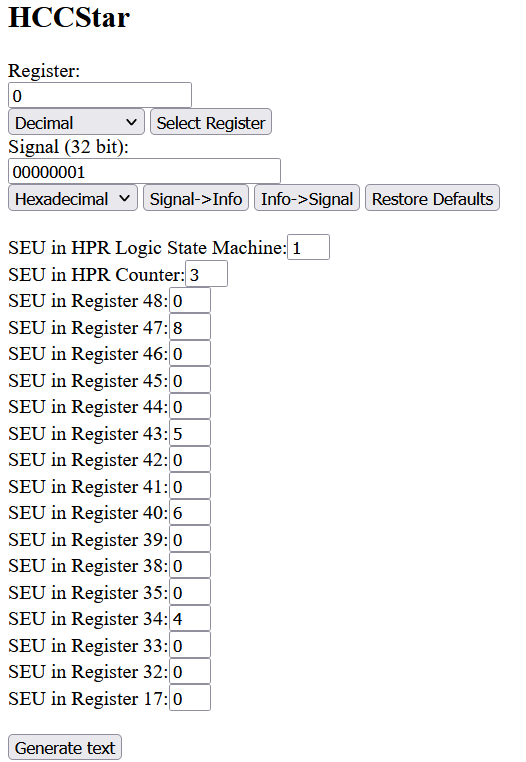 HCCStar
Register:
0
Decimal Select Register
Signal (32 bit):
00000001
Hexadecimal Signal->Info Info->Signal Restore Defaults
SEU in HPR Logic State Machine: 1
SEU in HPR Counter: 3
SEU in Register 48: 0
SEU in Register 47: 8
SEU in Register 46: 0
SEU in Register 45: 0
SEU in Register 44: 0
SEU in Register 43: 5
SEU in Register 42: 0
SEU in Register 41: 0
SEU in Register 40: 6
SEU in Register 39: 0
SEU in Register 38: 0
SEU in Register 35: 0
SEU in Register 34: 4
SEU in Register 33: 0
SEU in Register 32: 0
SEU in Register 17: 0
Generate text